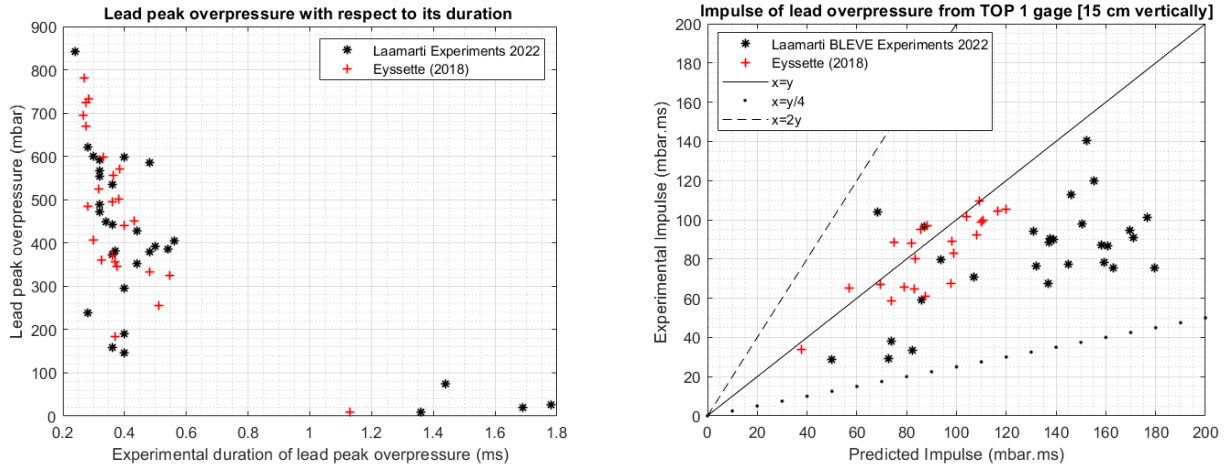 Lead peak overpressure with respect to its duration
Lead peak overpressure (mbar)
900
800
700
600
500
400
300
200
100
0
Laamarti Experiments 2022
Eyssette (2018)
0.2 0.4 0.6 0.8 1 1.2 1.4 1.6 1.8
Experimental duration of lead peak overpressure (ms)
Impulse of lead overpressure from TOP 1 gage [15 cm vertically]
Experimental Impulse (mbar.ms)
200
180
160
140
120
100
80
60
40
20
0
Laamarti BLEVE Experiments 2022
Eyssette (2018)
x=y
x=y/4
x=2y
0 20 40 60 80 100 120 140 160 180 200
Predicted Impulse (mbar.ms)